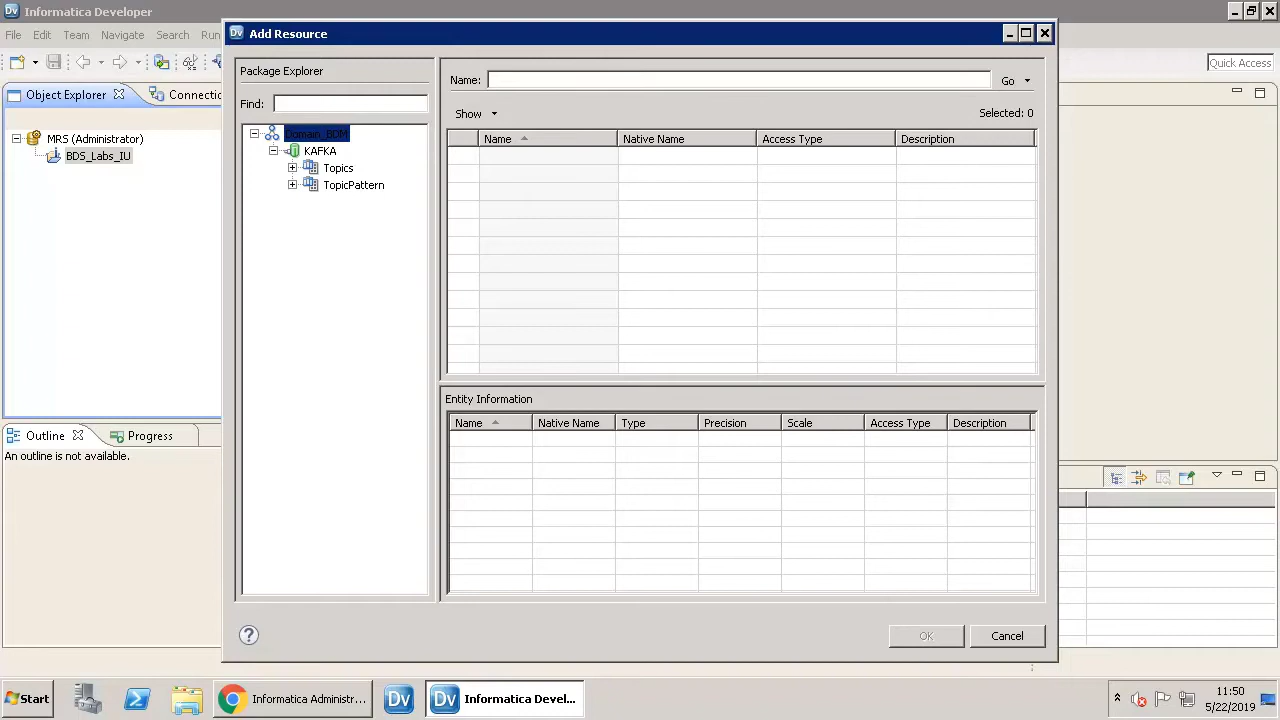 Informatica Developer
File Edit Team Navigate Search Run
Quick Access
Object Explorer
Connectio
MRS (Administrator)
BDS_Labs_IU
Outline
Progress
An outline is not available.
Add Resource
Package Explorer
Find:
Domain_BDM
KAFKA
Topics
TopicPattern
Name:
Go
Show
Selected: 0
Name Native Name Access Type Description
Entity Information
Name Native Name Type Precision Scale Access Type Description
OK
Cancel
Start
Informatica Administr...
Informatica Devel...
11:50
5/22/2019